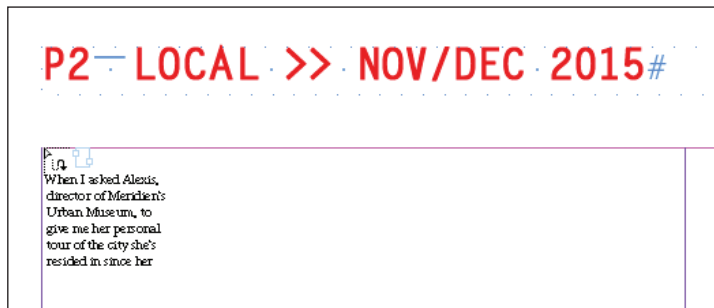 P2 — LOCAL >> NOV/DEC 2015#
When I asked Alexis,
director of Meridien's
Urban Museum, to
give me her personal
tour of the city she's
resided in since her